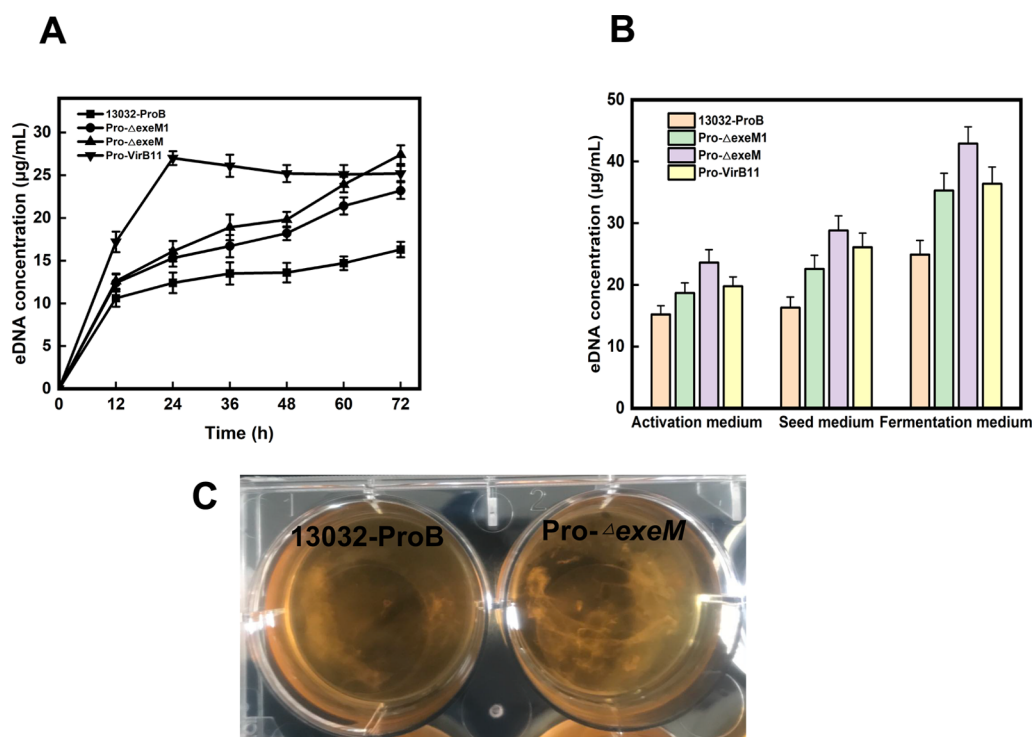 A
13032-ProB
Pro-△exeM1
Pro-△exeM
Pro-VirB11
eDNA concentration (μg/mL)
30
25
20
15
10
5
0
0 12 24 36 48 60 72
Time (h)
B
13032-ProB
Pro-△exeM1
Pro-△exeM
Pro-VirB11
eDNA concentration (μg/mL)
50
40
30
20
10
0
Activation medium Seed medium Fermentation medium
C
13032-ProB Pro-△exeM
2